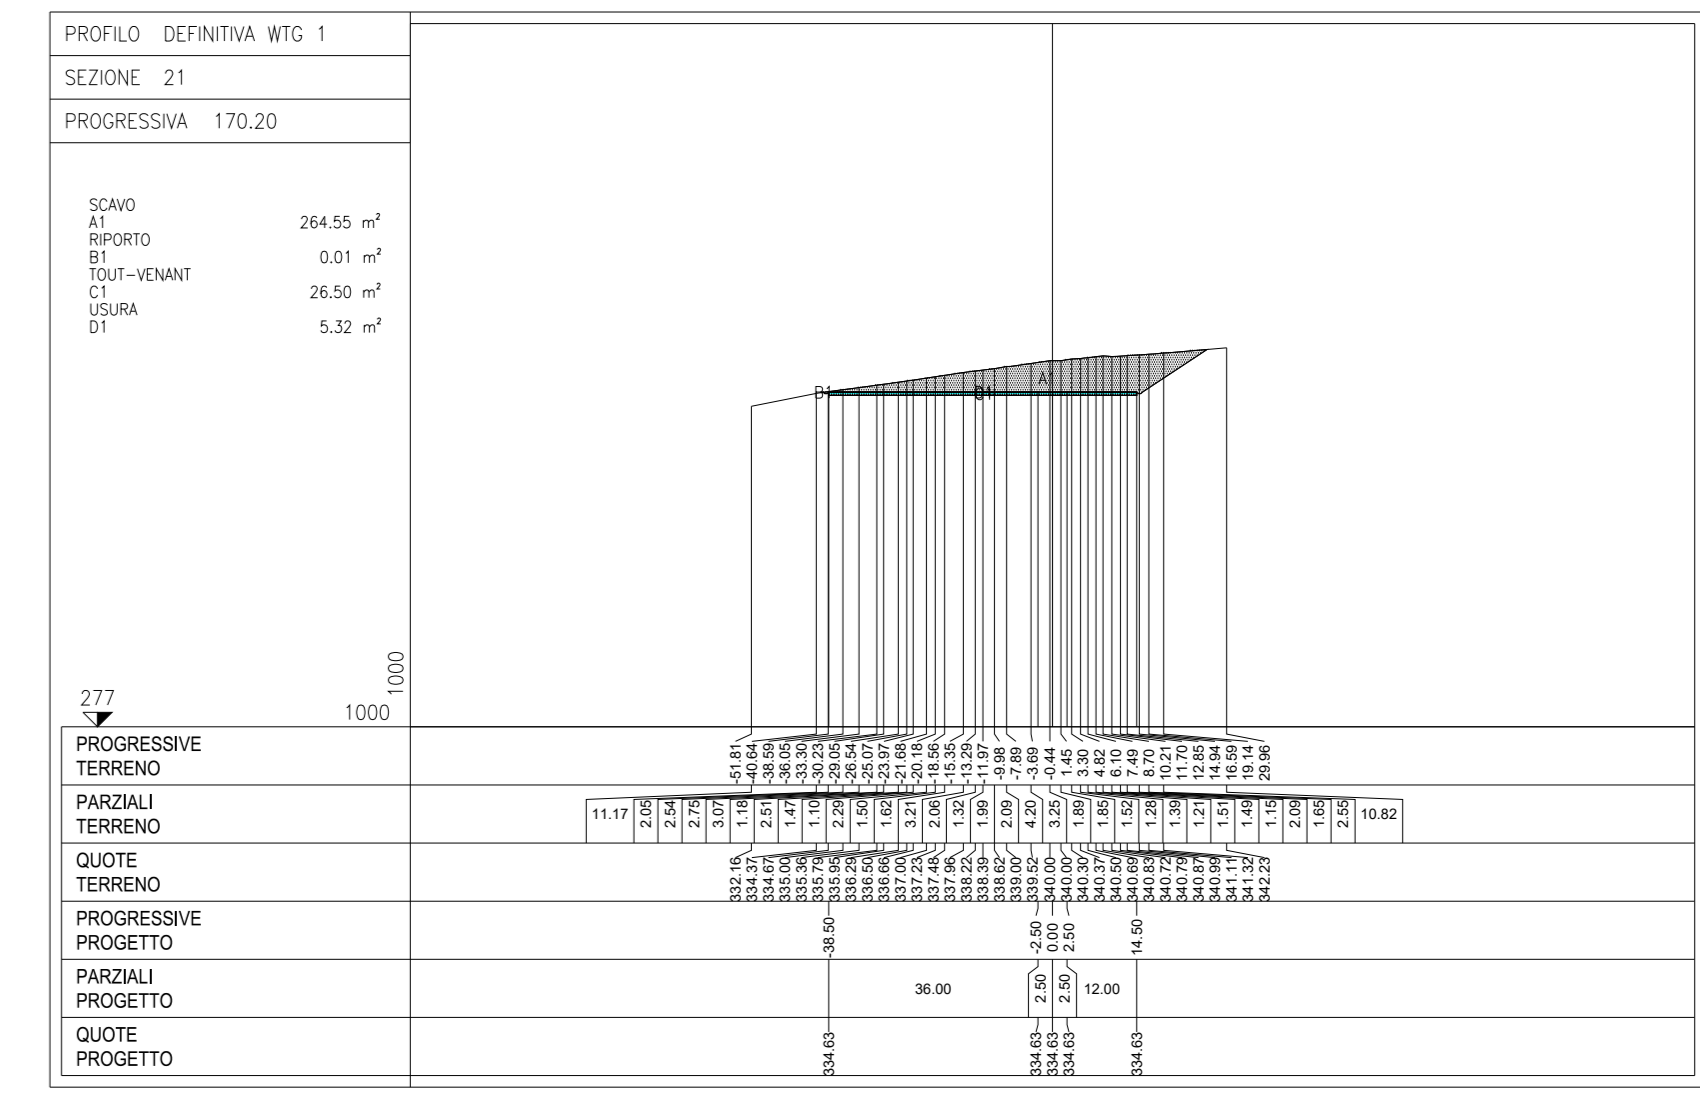 PROFILO DEFINITIVA WTG 1
SEZIONE 21
PROGRESSIVA 170.20
SCAVO
A1 264.55 m²
RIPORTO
B1 0.01 m²
TOUT-VENANT
C1 26.50 m²
USURA
D1 5.32 m²
B1 A1
277 1000 1000
PROGRESSIVE
TERRENO
-51.81 -40.64 -38.59 -36.05 -33.30 -30.23 -29.05 -26.54 -25.07 -23.97 -21.68 -20.18 -18.56 -15.35 -13.29 -11.97 -9.98 -7.89 -3.69 -0.44 1.45 3.30 4.82 6.10 7.49 8.70 10.21 11.70 12.85 14.94 16.59 19.14 29.96
PARZIALI
TERRENO
11.17 2.05 2.54 2.75 3.07 1.18 2.51 1.47 1.10 2.29 1.50 1.62 3.21 2.06 1.32 1.99 2.09 4.20 3.25 1.89 1.85 1.52 1.28 1.39 1.21 1.51 1.49 1.15 2.09 1.65 2.55 10.82
QUOTE
TERRENO
332.16 334.37 334.67 335.00 335.36 335.79 335.95 336.29 336.50 336.66 337.00 337.23 337.48 337.96 338.22 338.39 338.62 339.00 339.52 340.00 340.00 340.30 340.37 340.50 340.69 340.83 340.72 340.79 340.87 340.99 341.11 341.32 342.23
PROGRESSIVE
PROGETTO
-38.50 -2.50 0.00 2.50 14.50
PARZIALI
PROGETTO
36.00 2.50 2.50 12.00
QUOTE
PROGETTO
334.63 334.63 334.63 334.63 334.63